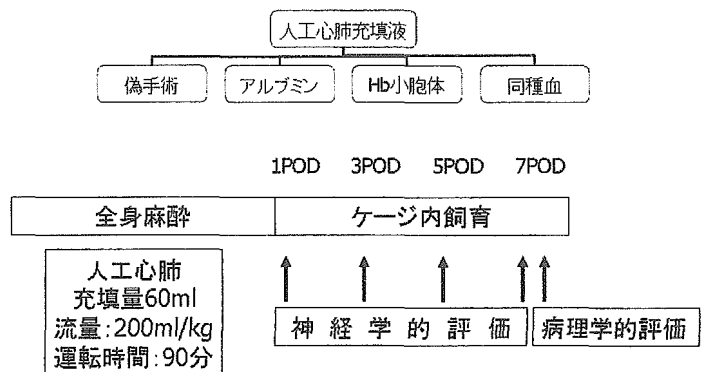 人工心肺充填液
偽手術 アルブミン Hb小胞体 同種血
1POD 3POD 5POD 7POD
全身麻酔 ケージ内飼育
人工心肺
充填量60ml
流量:200ml/kg
運転時間:90分
神経学的評価 病理学的評価